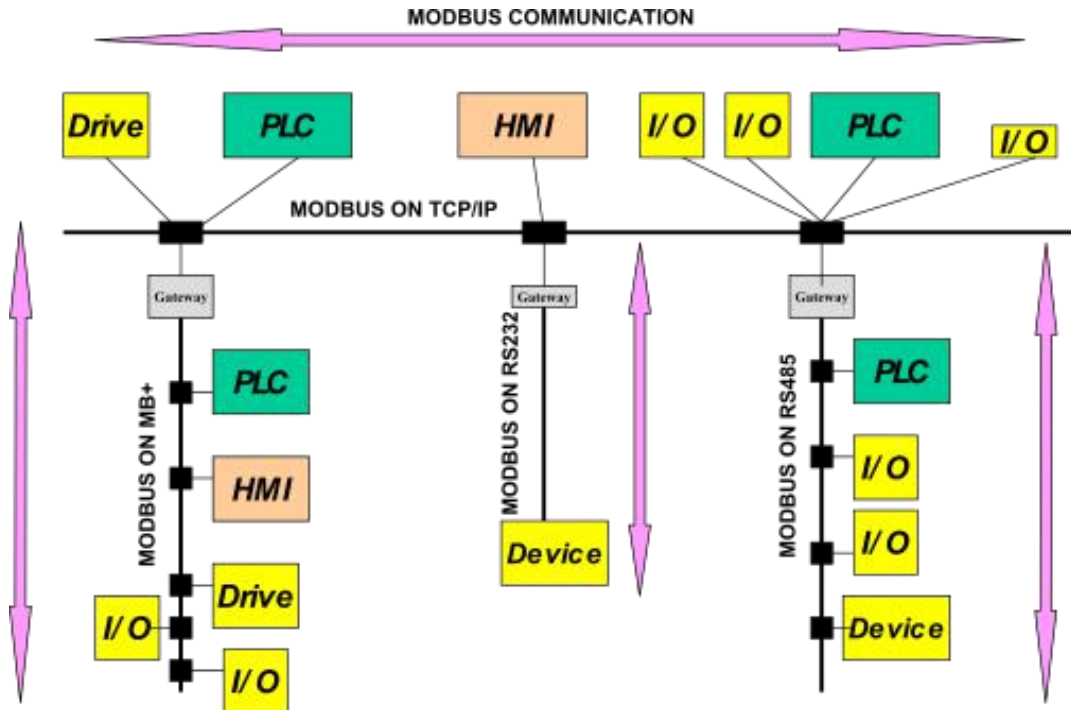 MODBUS COMMUNICATION
Drive
PLC
HMI
I/O
I/O
PLC
I/O
MODBUS ON TCP/IP
Gateway
Gateway
Gateway
MODBUS ON MB+
MODBUS ON RS232
MODBUS ON RS485
PLC
HMI
Drive
I/O
I/O
Device
PLC
I/O
I/O
Device